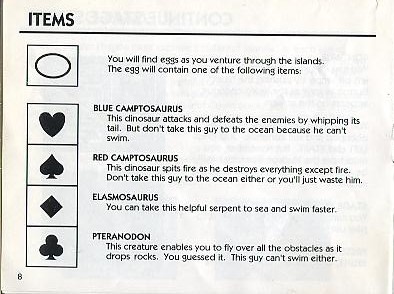 ITEMS
You will find eggs as you venture through the islands.
The egg will contain one of the following items:
BLUE CAMPTOSAURUS
This dinosaur attacks and defeats the enemies by whipping its
tail. But don't take this guy to the ocean because he can't
swim.
RED CAMPTOSAURUS
This dinosaur spits fire as he destroys everything except fire.
Don't take this guy to the ocean either or you'll just waste him.
ELASMOSAURUS
You can take this helpful serpent to sea and swim faster.
PTERANODON
This creature enables you to fly over all the obstacles as it
drops rocks. You guessed it. This guy can't swim either.
8